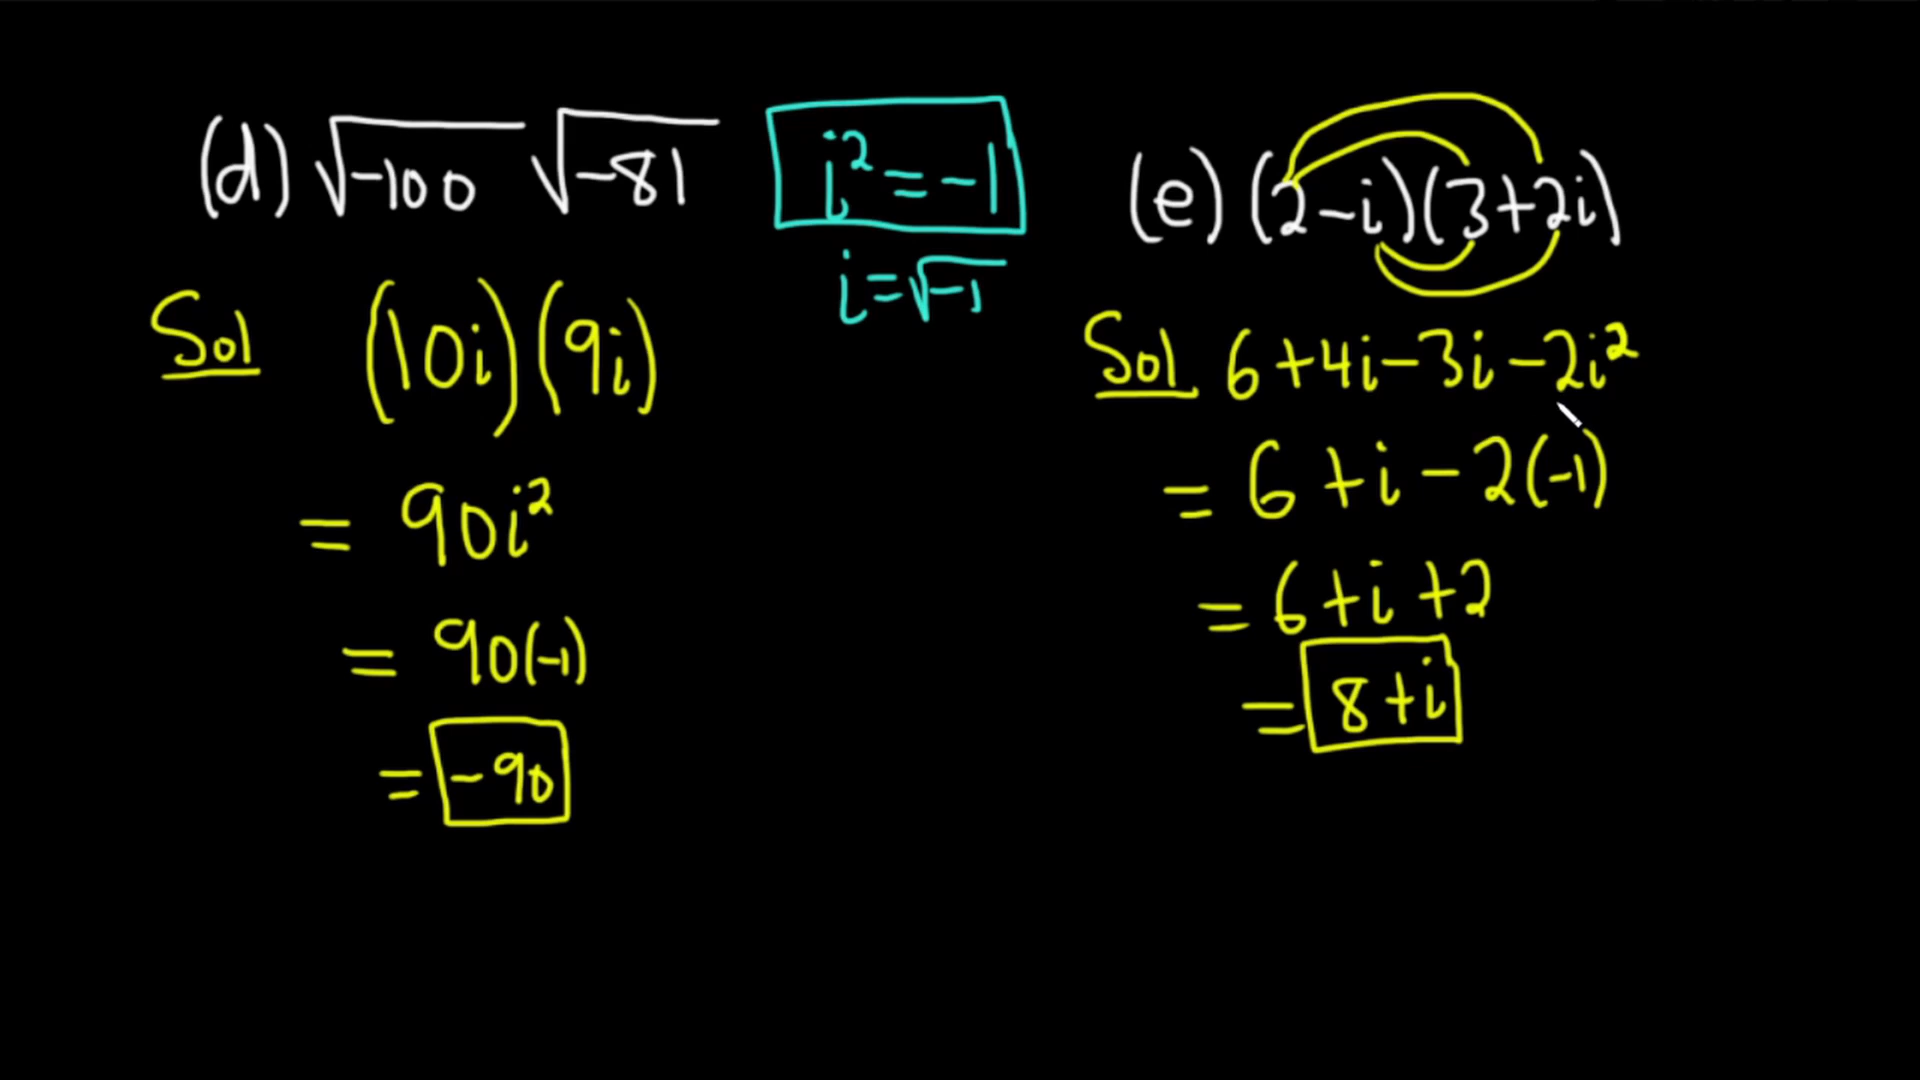 (d) √-100 √-81
i² = -1
i = √-1
Sol (10i)(9i)
= 90i²
= 90(-1)
= -90
(e) (2-i)(3+2i)
Sol 6+4i-3i-2i²
= 6+i-2(-1)
= 6+i+2
= 8+i